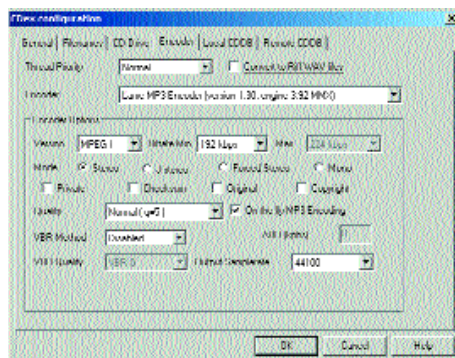 CDex configuration
General Filenames CD Drive Encoder Local CDDB Remote CDDB
Thread Priority Normal Convert to RIFF WAV files
Encoder Lame MP3 Encoder (version 1.30, engine 3.92 MMX)
Encoder Options
Version MPEG I Bitrate Min 192 kbps Max 224 kbps
Mode Stereo J-stereo Forced Stereo Mono
Private Checksum Original Copyright
Quality Normal (q=5) On the fly MP3 Encoding
VBR Method Disabled ABR (kbps) 0
VBR Quality VBR 0 Output Samplerate 44100
OK Cancel Help